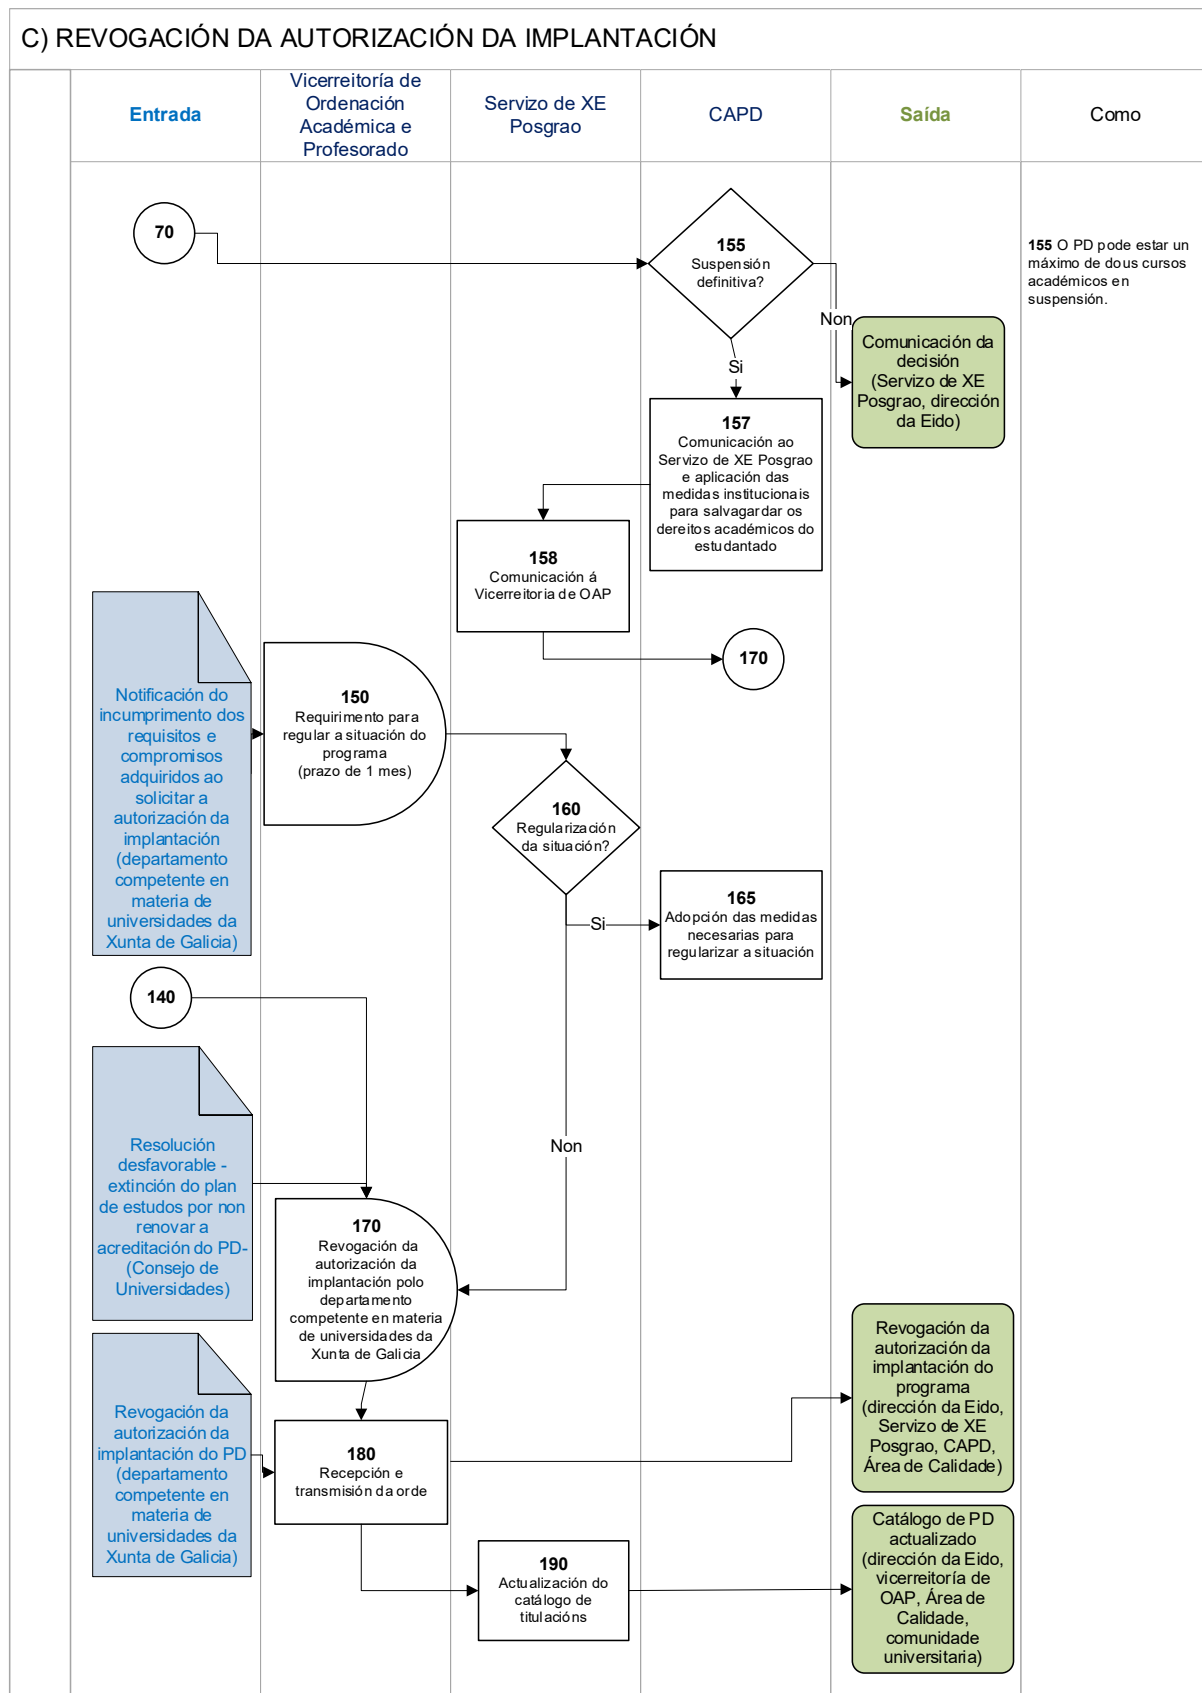 C) REVOGACIÓN DA AUTORIZACIÓN DA IMPLANTACIÓN
Entrada
Vicerreitoría de
Ordenación
Académica e
Profesorado
Servizo de XE
Posgrao
CAPD
Saída
Como
70
155
Suspensión
definitiva?
155 O PD pode estar un
máximo de dous cursos
académicos en
suspensión.
Non
Si
Comunicación da
decisión
(Servizo de XE
Posgrao, dirección
da Eido)
157
Comunicación ao
Servizo de XE Posgrao
e aplicación das
medidas institucionais
para salvagardar os
dereitos académicos do
estudantado
158
Comunicación á
Vicerreitoria de OAP
170
Notificación do
incumprimento dos
requisitos e
compromisos
adquiridos ao
solicitar a
autorización da
implantación
(departamento
competente en
materia de
universidades da
Xunta de Galicia)
150
Requirimento para
regular a situación do
programa
(prazo de 1 mes)
160
Regularización
da situación?
Si
165
Adopción das medidas
necesarias para
regularizar a situación
140
Non
Resolución
desfavorable -
extinción do plan
de estudos por non
renovar a
acreditación do PD-
(Consejo de
Universidades)
170
Revogación da
autorización da
implantación polo
departamento
competente en materia
de universidades da
Xunta de Galicia
Revogación da
autorización da
implantación do PD
(departamento
competente en
materia de
universidades da
Xunta de Galicia)
180
Recepción e
transmisión da orde
Revogación da
autorización da
implantación do
programa
(dirección da Eido,
Servizo de XE
Posgrao, CAPD,
Área de Calidade)
190
Actualización do
catálogo de
titulacións
Catálogo de PD
actualizado
(dirección da Eido,
vicerreitoría de
OAP, Área de
Calidade,
comunidade
universitaria)